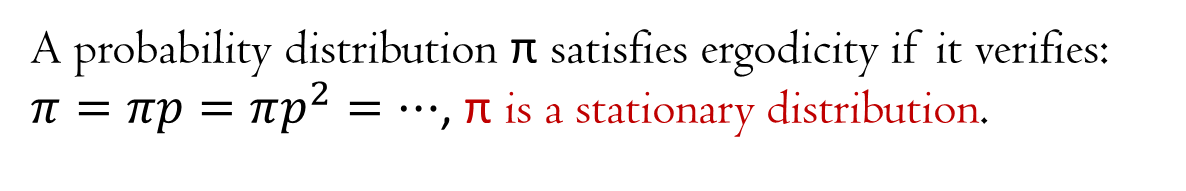 A probability distribution π satisfies ergodicity if it verifies:
𝜋 = 𝜋𝑝 = 𝜋𝑝² = ⋯, π is a stationary distribution.